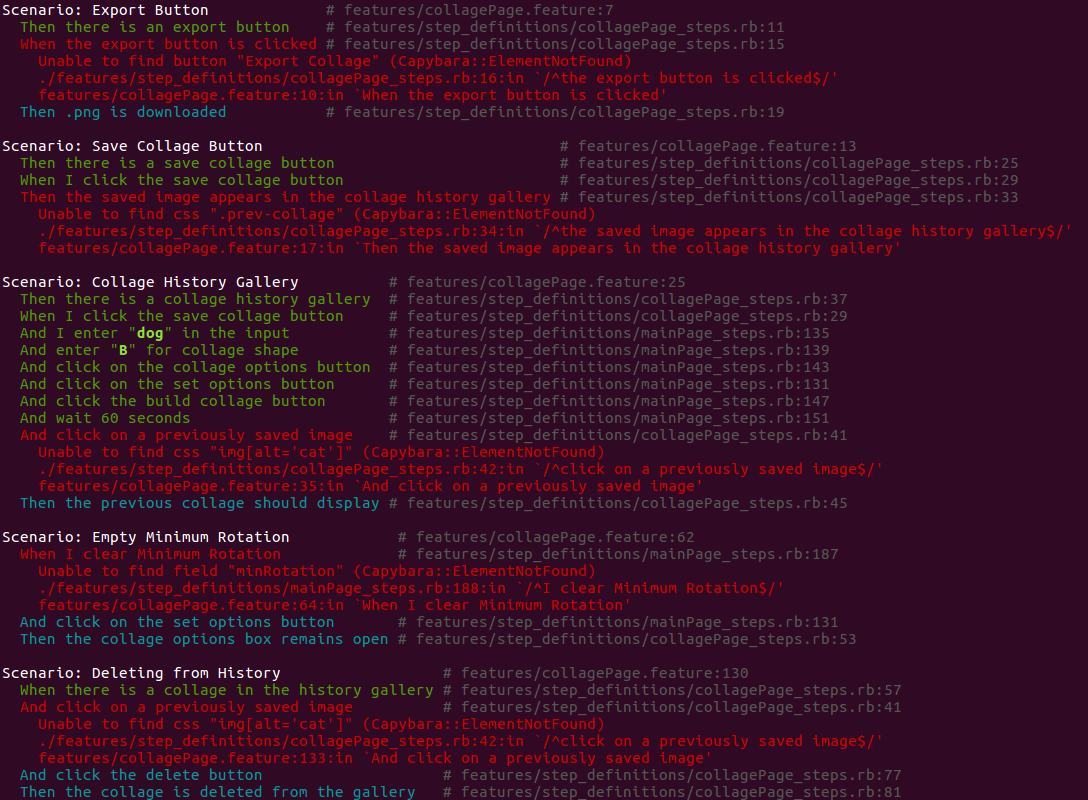 Scenario: Export Button # features/collagePage.feature:7
Then there is an export button # features/step_definitions/collagePage_steps.rb:11
When the export button is clicked # features/step_definitions/collagePage_steps.rb:15
Unable to find button "Export Collage" (Capybara::ElementNotFound)
./features/step_definitions/collagePage_steps.rb:16:in `/^the export button is clicked$/'
features/collagePage.feature:10:in `When the export button is clicked'
Then .png is downloaded # features/step_definitions/collagePage_steps.rb:19
Scenario: Save Collage Button # features/collagePage.feature:13
Then there is a save collage button # features/step_definitions/collagePage_steps.rb:25
When I click the save collage button # features/step_definitions/collagePage_steps.rb:29
Then the saved image appears in the collage history gallery # features/step_definitions/collagePage_steps.rb:33
Unable to find css ".prev-collage" (Capybara::ElementNotFound)
./features/step_definitions/collagePage_steps.rb:34:in `/^the saved image appears in the collage history gallery$/'
features/collagePage.feature:17:in `Then the saved image appears in the collage history gallery'
Scenario: Collage History Gallery # features/collagePage.feature:25
Then there is a collage history gallery # features/step_definitions/collagePage_steps.rb:37
When I click the save collage button # features/step_definitions/collagePage_steps.rb:29
And I enter "dog" in the input # features/step_definitions/mainPage_steps.rb:135
And enter "B" for collage shape # features/step_definitions/mainPage_steps.rb:139
And click on the collage options button # features/step_definitions/mainPage_steps.rb:143
And click on the set options button # features/step_definitions/mainPage_steps.rb:131
And click the build collage button # features/step_definitions/mainPage_steps.rb:147
And wait 60 seconds # features/step_definitions/mainPage_steps.rb:151
And click on a previously saved image # features/step_definitions/collagePage_steps.rb:41
Unable to find css "img[alt='cat']" (Capybara::ElementNotFound)
./features/step_definitions/collagePage_steps.rb:42:in `/^click on a previously saved image$/'
features/collagePage.feature:35:in `And click on a previously saved image'
Then the previous collage should display # features/step_definitions/collagePage_steps.rb:45
Scenario: Empty Minimum Rotation # features/collagePage.feature:62
When I clear Minimum Rotation # features/step_definitions/mainPage_steps.rb:187
Unable to find field "minRotation" (Capybara::ElementNotFound)
./features/step_definitions/mainPage_steps.rb:188:in `/^I clear Minimum Rotation$/'
features/collagePage.feature:64:in `When I clear Minimum Rotation'
And click on the set options button # features/step_definitions/mainPage_steps.rb:131
Then the collage options box remains open # features/step_definitions/collagePage_steps.rb:53
Scenario: Deleting from History # features/collagePage.feature:130
When there is a collage in the history gallery # features/step_definitions/collagePage_steps.rb:57
And click on a previously saved image # features/step_definitions/collagePage_steps.rb:41
Unable to find css "img[alt='cat']" (Capybara::ElementNotFound)
./features/step_definitions/collagePage_steps.rb:42:in `/^click on a previously saved image$/'
features/collagePage.feature:133:in `And click on a previously saved image'
And click the delete button # features/step_definitions/collagePage_steps.rb:77
Then the collage is deleted from the gallery # features/step_definitions/collagePage_steps.rb:81